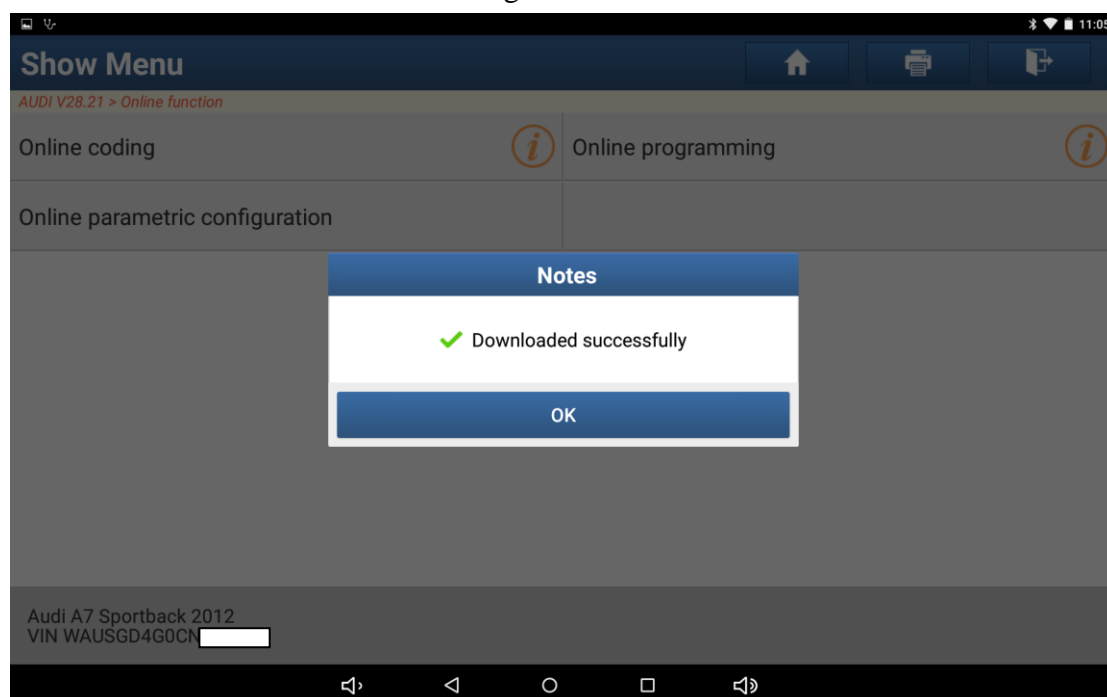 11:05
Show Menu
AUDI V28.21 > Online function
Online coding
Online programming
Online parametric configuration
Notes
Downloaded successfully
OK
Audi A7 Sportback 2012
VIN WAUSGD4G0CN